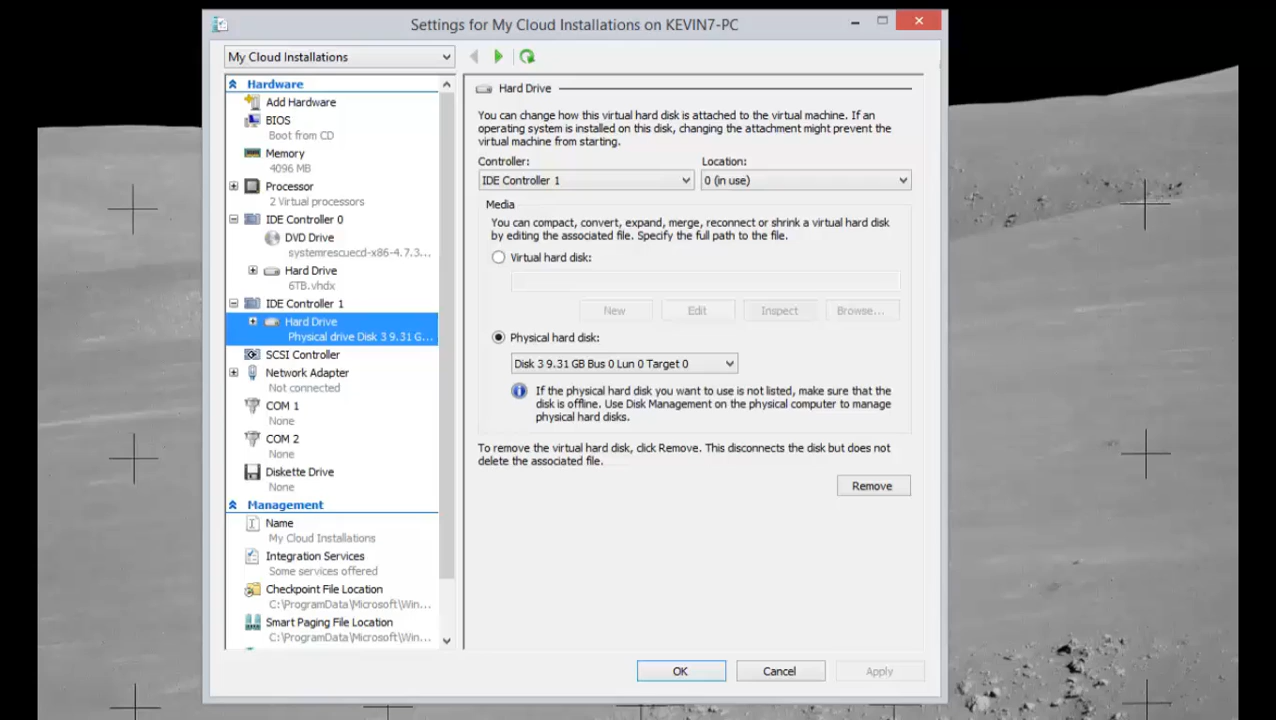 Settings for My Cloud Installations on KEVIN7-PC
My Cloud Installations
Hardware
Add Hardware
BIOS
Boot from CD
Memory
4096 MB
Processor
2 Virtual processors
IDE Controller 0
DVD Drive
systemrescuecd-x86-4.7.3...
Hard Drive
6TB.vhdx
IDE Controller 1
Hard Drive
Physical drive Disk 3 9.31 G...
SCSI Controller
Network Adapter
Not connected
COM 1
None
COM 2
None
Diskette Drive
None
Management
Name
My Cloud Installations
Integration Services
Some services offered
Checkpoint File Location
C:\ProgramData\Microsoft\Win...
Smart Paging File Location
C:\ProgramData\Microsoft\Win...
Hard Drive
You can change how this virtual hard disk is attached to the virtual machine. If an
operating system is installed on this disk, changing the attachment might prevent the
virtual machine from starting.
Controller: Location:
IDE Controller 1 0 (in use)
Media
You can compact, convert, expand, merge, reconnect or shrink a virtual hard disk
by editing the associated file. Specify the full path to the file.
Virtual hard disk:
New Edit Inspect Browse...
Physical hard disk:
Disk 3 9.31 GB Bus 0 Lun 0 Target 0
If the physical hard disk you want to use is not listed, make sure that the
disk is offline. Use Disk Management on the physical computer to manage
physical hard disks.
To remove the virtual hard disk, click Remove. This disconnects the disk but does not
delete the associated file.
Remove
OK Cancel Apply